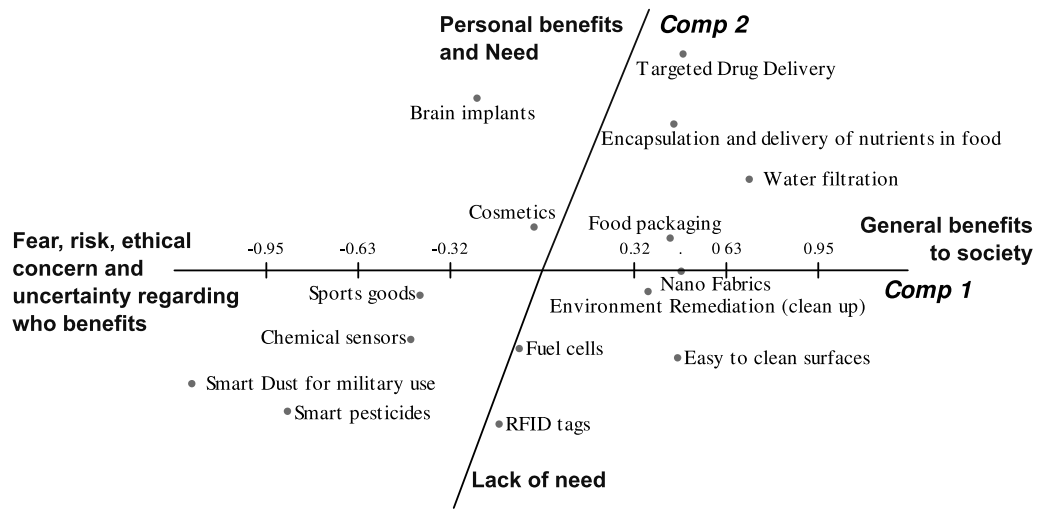 Personal benefits
and Need
Comp 2
Targeted Drug Delivery
Brain implants
Encapsulation and delivery of nutrients in food
Water filtration
Cosmetics
Food packaging
General benefits
to society
Fear, risk, ethical
concern and
uncertainty regarding
who benefits
-0.95 -0.63 -0.32 0.32 0.63 0.95
Comp 1
Sports goods
Nano Fabrics
Environment Remediation (clean up)
Chemical sensors
Fuel cells
Easy to clean surfaces
Smart Dust for military use
Smart pesticides
RFID tags
Lack of need